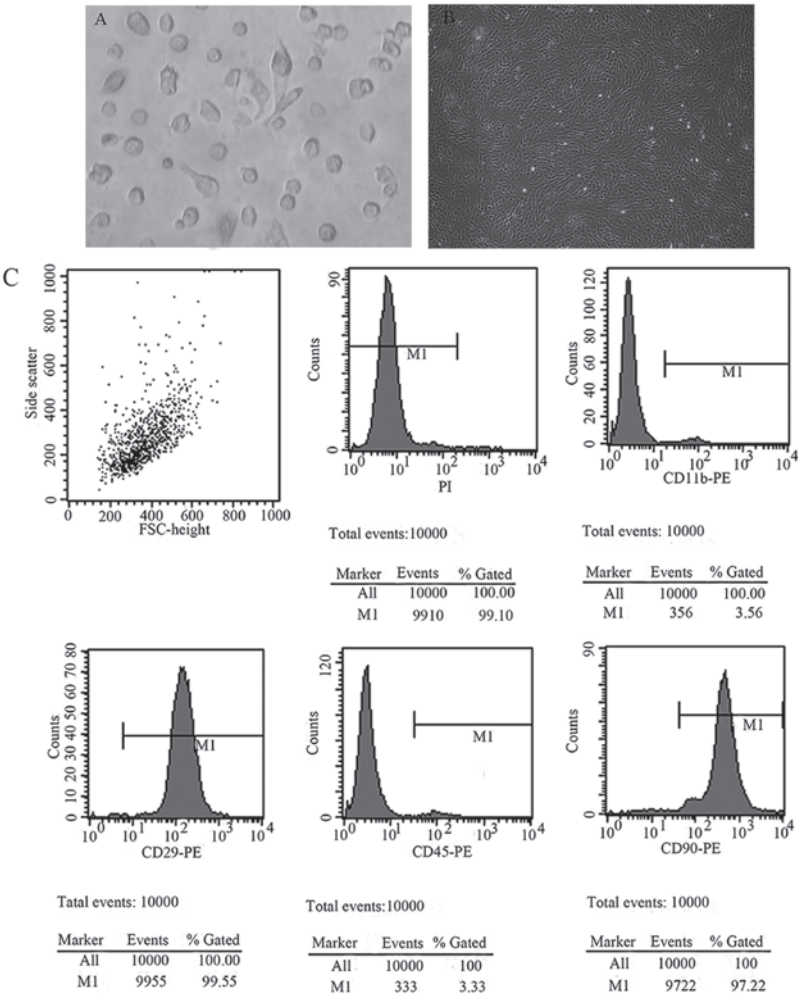 A
B
C
1000
800
600
400
200
0
Side scatter
0 200 400 600 800 1000
FSC-height
90
0
Counts
M1
10^0 10^1 10^2 10^3 10^4
PI
Total events:10000
Marker Events % Gated
All 10000 100.00
M1 9910 99.10
120
100
80
60
40
20
0
Counts
M1
10^0 10^1 10^2 10^3 10^4
CD11b-PE
Total events: 10000
Marker Events % Gated
All 10000 100.00
M1 356 3.56
80
70
60
50
40
30
20
10
0
Counts
M1
10^0 10^1 10^2 10^3 10^4
CD29-PE
Tatal events: 10000
Marker Events % Gated
All 10000 100.00
M1 9955 99.55
120
0
Counts
M1
10^0 10^1 10^2 10^3 10^4
CD45-PE
Total events:10000
Marker Events % Gated
All 10000 100
M1 333 3.33
90
0
Counts
M1
10^0 10^1 10^2 10^3 10^4
CD90-PE
Total events: 10000
Marker Events % Gated
All 10000 100
M1 9722 97.22